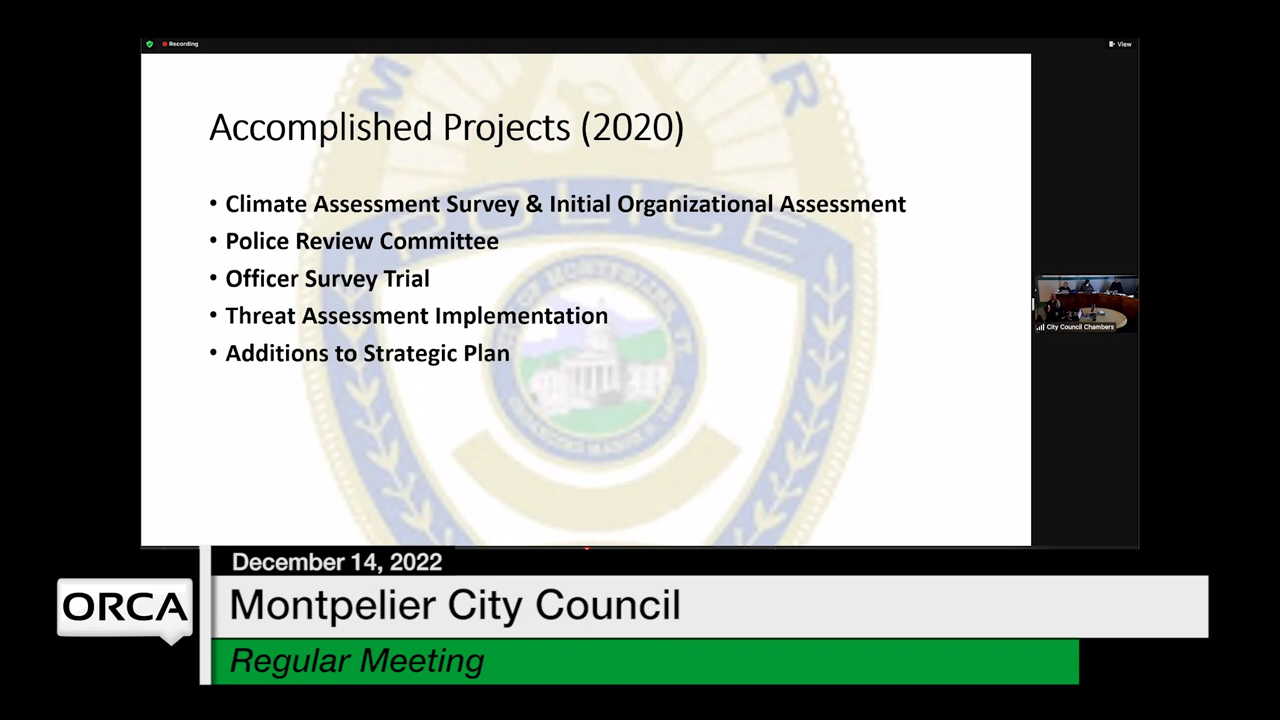 Recording
View
Accomplished Projects (2020)
• Climate Assessment Survey & Initial Organizational Assessment
• Police Review Committee
• Officer Survey Trial
• Threat Assessment Implementation
• Additions to Strategic Plan
POLICE
City Council Chambers
December 14, 2022
ORCA
Montpelier City Council
Regular Meeting